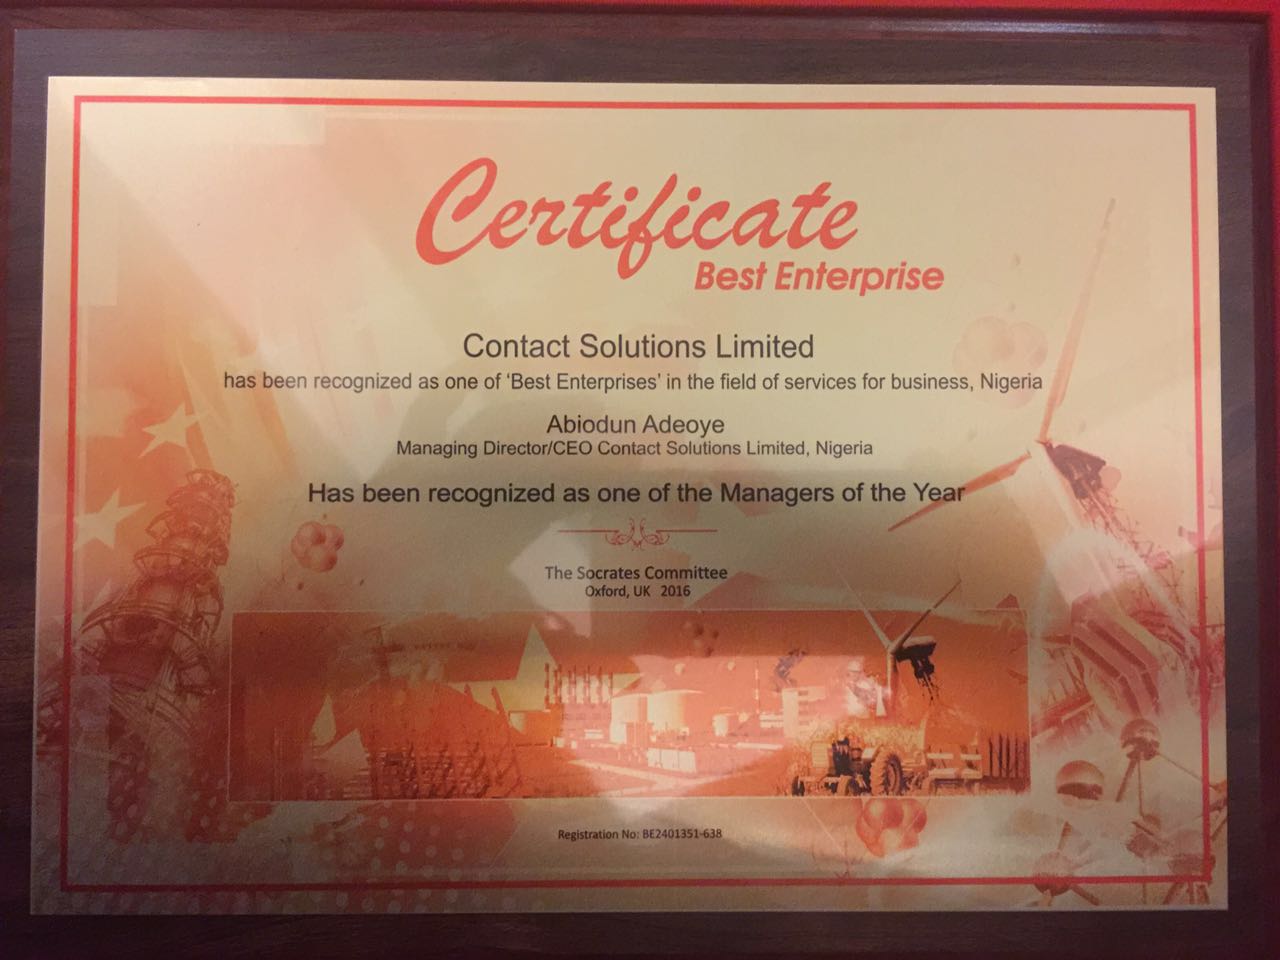 Certificate
Best Enterprise
Contact Solutions Limited
has been recognized as one of ‘Best Enterprises’ in the field of services for business, Nigeria
Abiodun Adeoye
Managing Director/CEO Contact Solutions Limited, Nigeria
Has been recognized as one of the Managers of the Year
The Socrates Committee
Oxford, UK 2016
Registration No: BE2401351-638